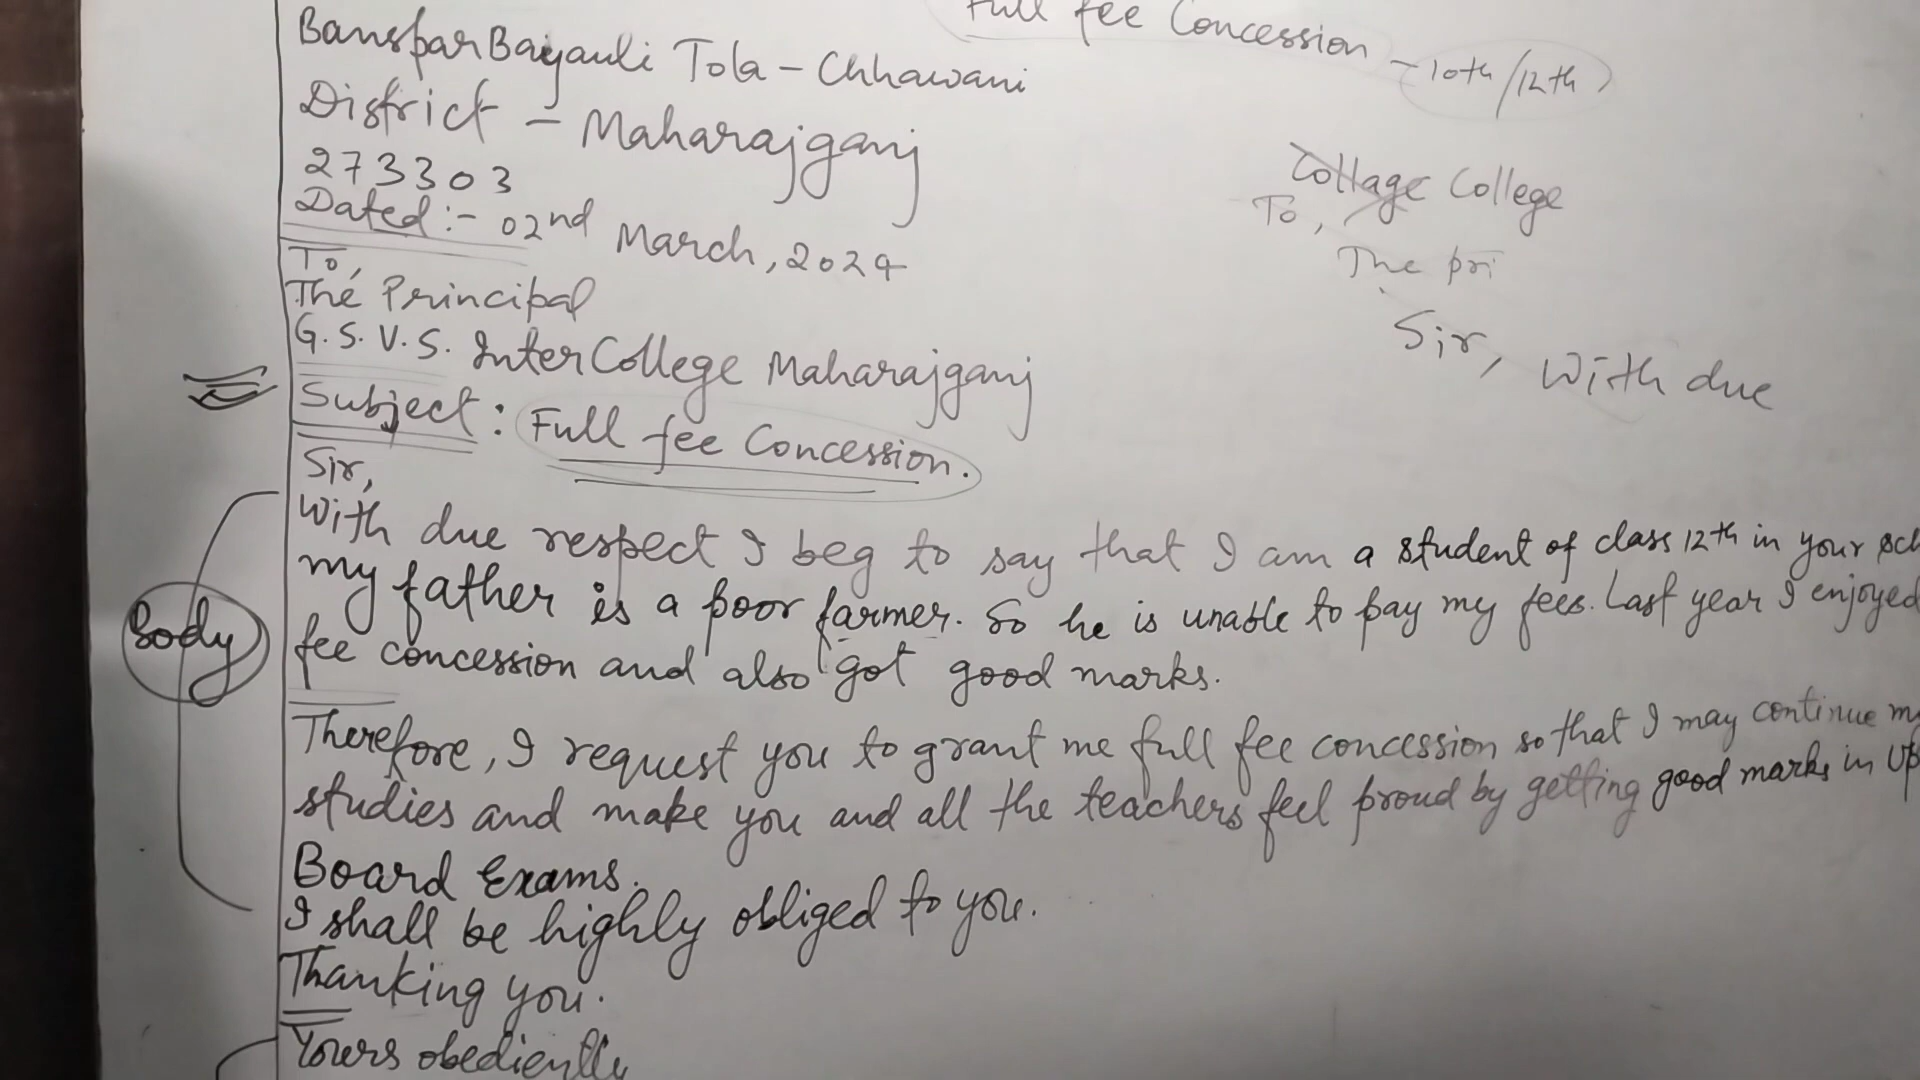 Full fee Concession - 10th/12th
BansparBayauli Tola - Chhawani
District - Maharajganj
273303
Dated :- 02nd March, 2024
To,
The Principal
G.S.V.S. Inter College Maharajganj
Subject : Full fee Concession.
Sir,
With due respect I beg to say that I am a student of class 12th in your sch
my father is a poor farmer. So he is unable to pay my fees. Last year I enjoyed
fee concession and also got good marks.
Therefore, I request you to grant me full fee concession so that I may continue m
studies and make you and all the teachers feel proud by getting good marks in UP
Board Exams.
I shall be highly obliged to you.
Thanking you.
Yours obediently
Body
Collage College
To,
The pri
Sir, With due